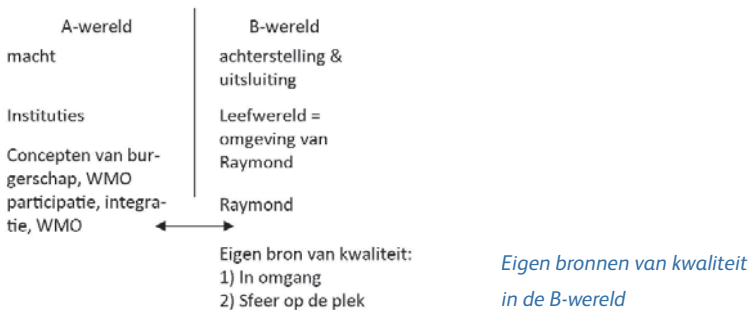 A-wereld
macht
Instituties
Concepten van bur-
gerschap, WMO
participatie, integra-
tie, WMO
B-wereld
achterstelling &
uitsluiting
Leefwereld =
omgeving van
Raymond
Raymond
Eigen bron van kwaliteit:
1) In omgang
2) Sfeer op de plek
Eigen bronnen van kwaliteit
in de B-wereld